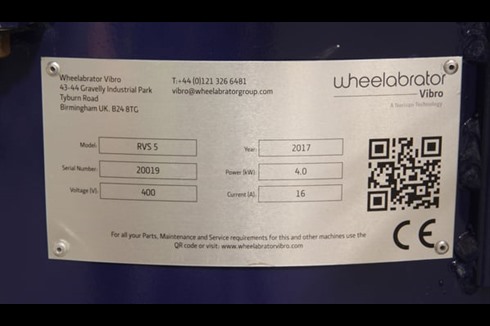 Wheelabrator Vibro
43-44 Gravelly Industrial Park
Tyburn Road
Birmingham UK. B24 8TG
T:+44 (0)121 326 6481
vibro@wheelabratorgroup.com
wheelabrator
Vibro
A Norican Technology
Model: RVS 5
Year: 2017
Serial Number: 20019
Power (kW): 4.0
Voltage (V): 400
Current (A): 16
CE
For all your Parts, Maintenance and Service requirements for this and other machines use the
QR code or visit: www.wheelabratorvibro.com